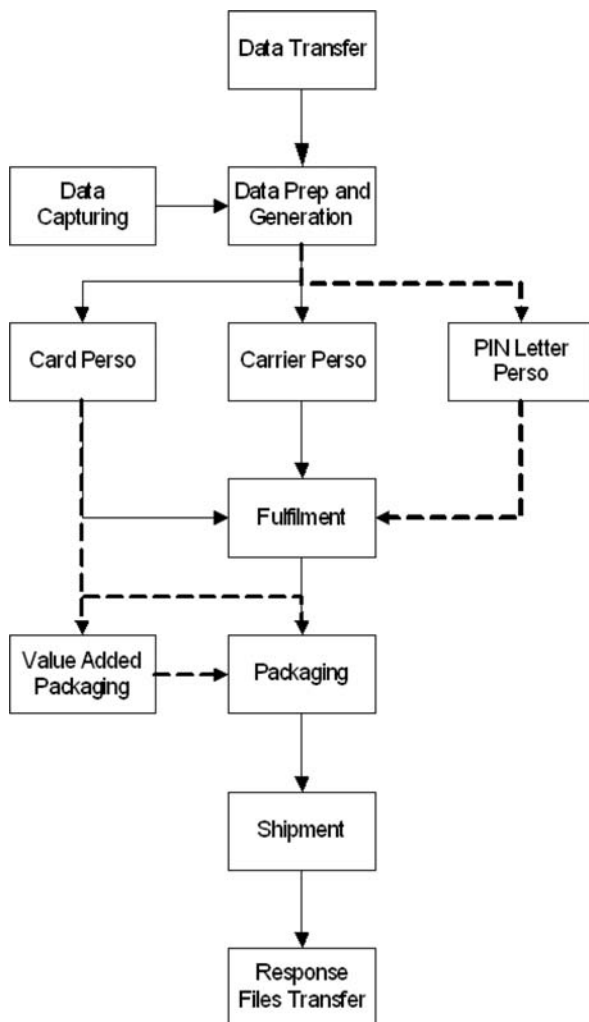 Data Transfer
Data
Capturing
Data Prep and
Generation
Card Perso
Carrier Perso
PIN Letter
Perso
Fulfilment
Value Added
Packaging
Packaging
Shipment
Response
Files Transfer